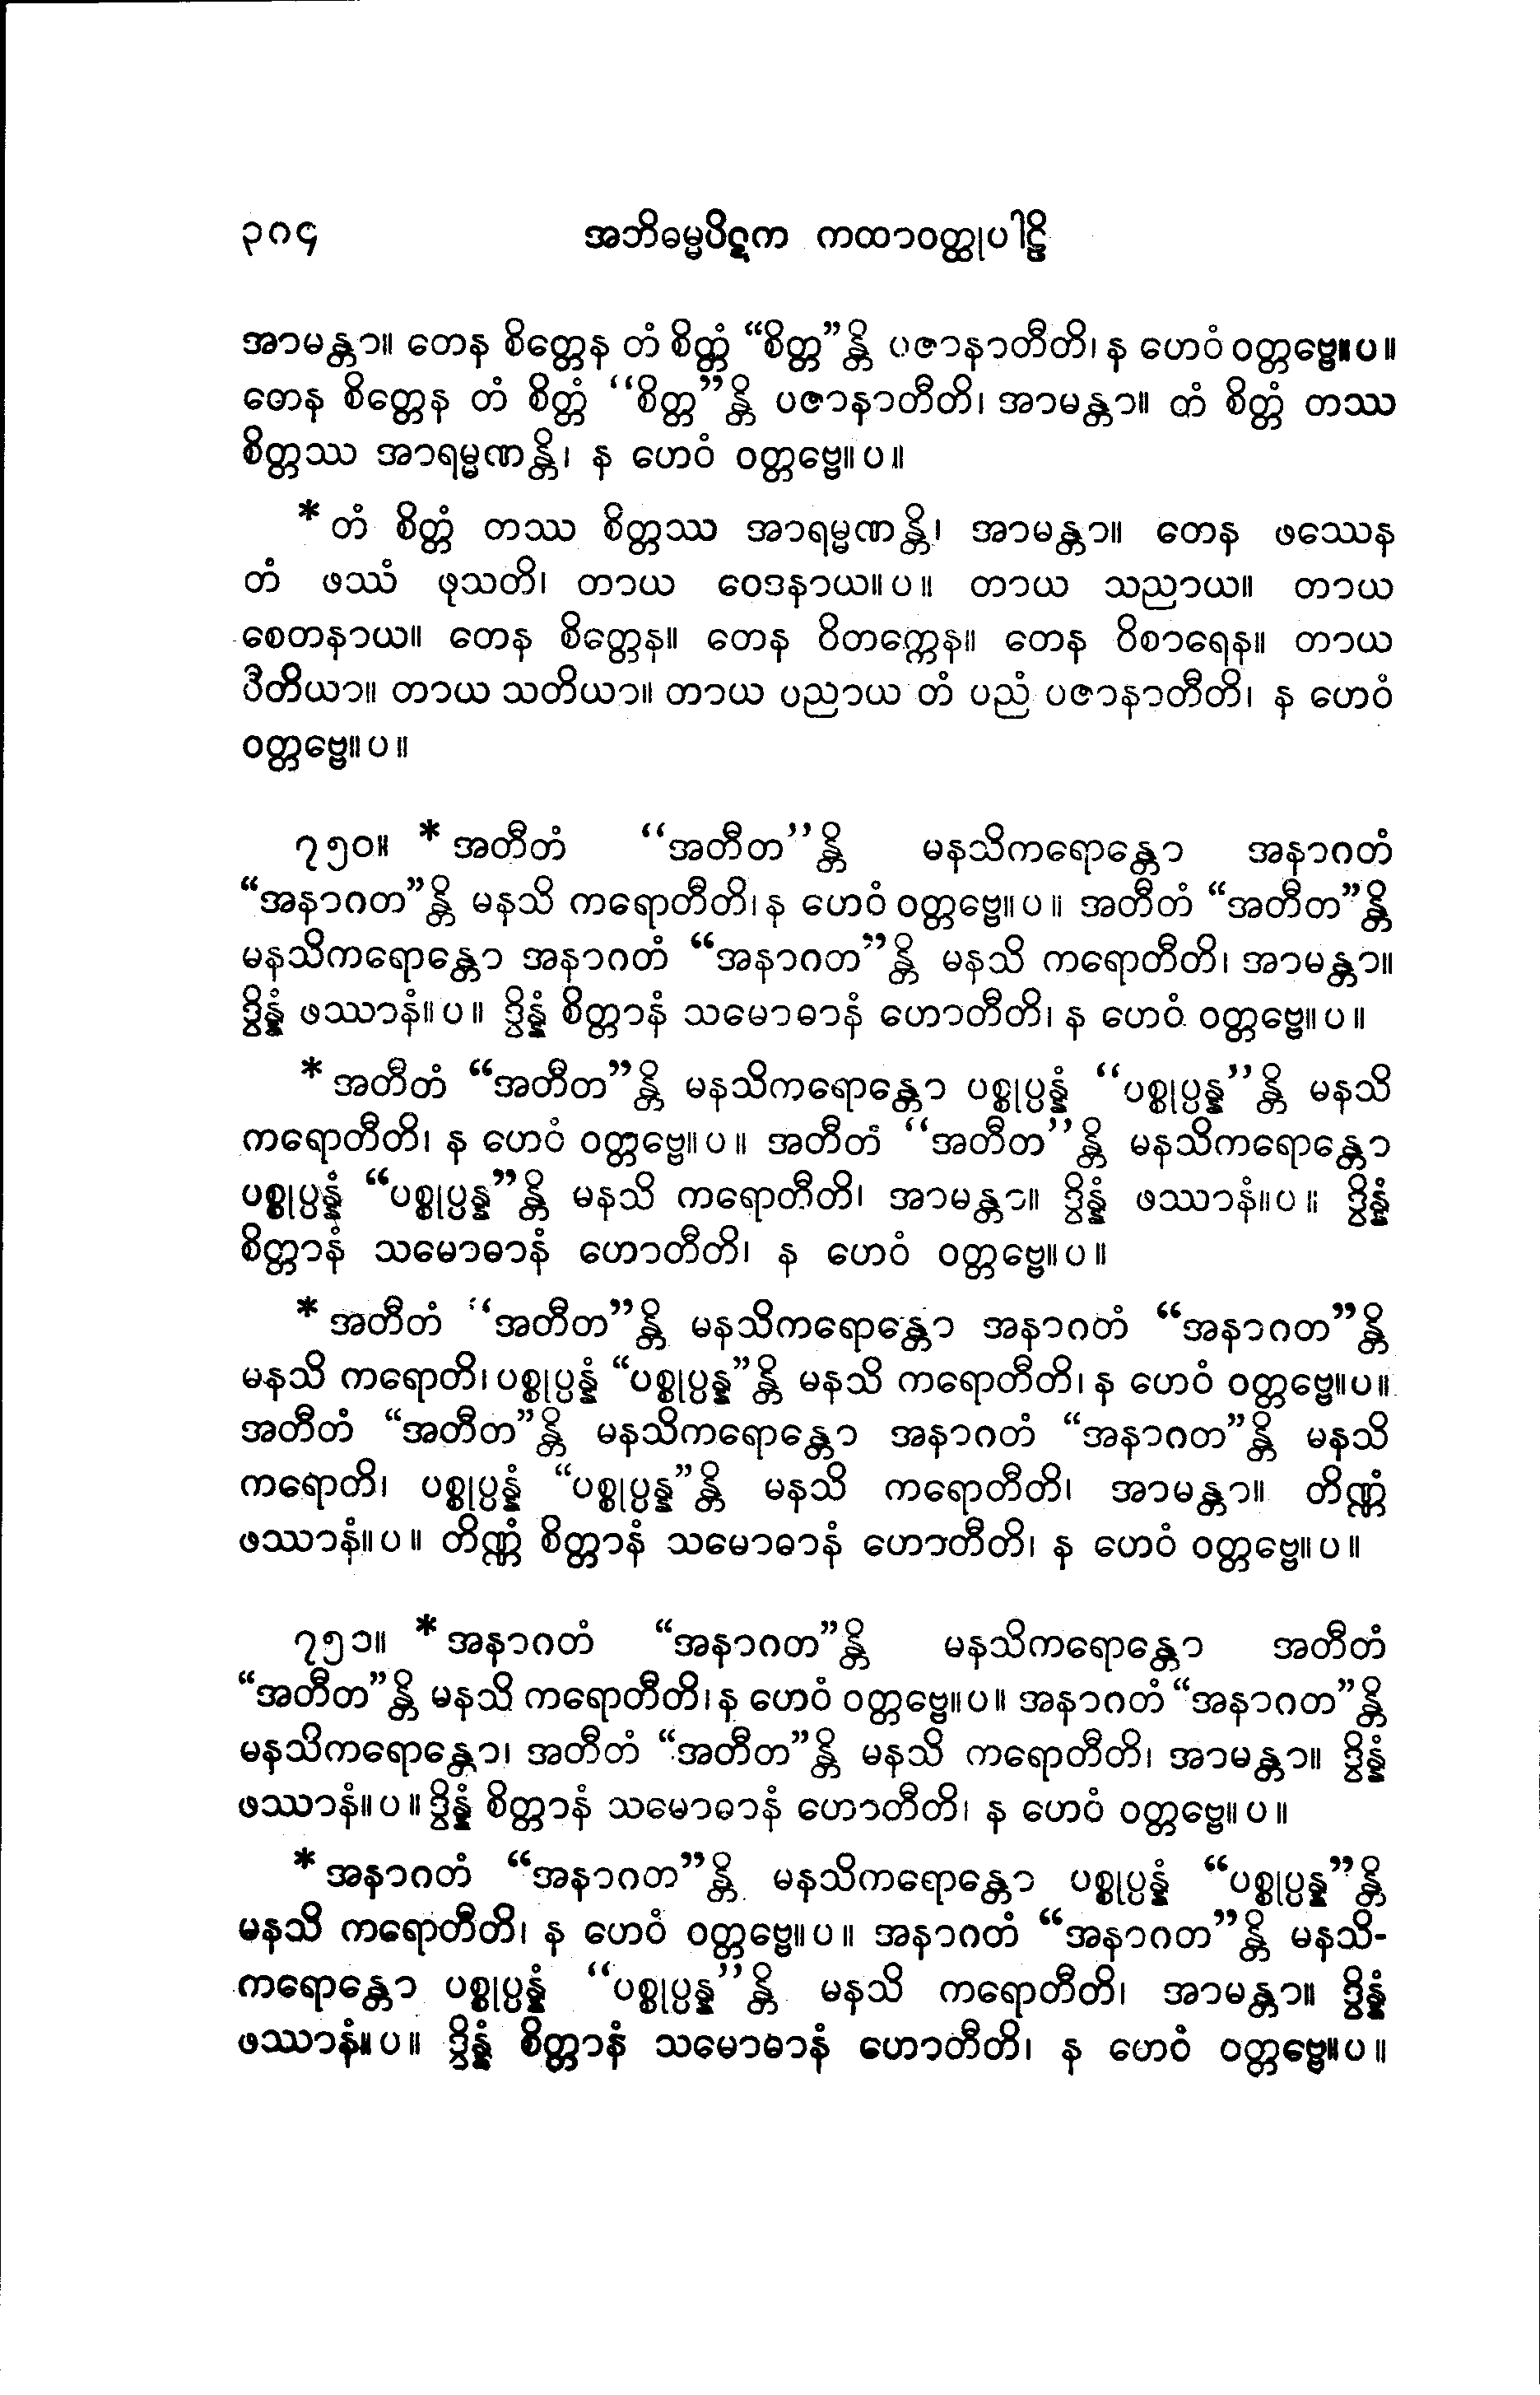 ၃၈၄ အဘိဓမ္မပိဋက ကထာဝတ္ထုပါဠိ
အာမန္တာ။ တေန စိတ္တေန တံ စိတ္တံ “စိတ္တ”န္တိ ပဇာနာတီတိ၊ န ဟေဝံ ဝတ္တဗ္ဗေ။ပ။
တေန စိတ္တေန တံ စိတ္တံ “စိတ္တ”န္တိ ပဇာနာတီတိ၊ အာမန္တာ။ တံ စိတ္တံ တဿ
စိတ္တဿ အာရမ္မဏန္တိ၊ န ဟေဝံ ဝတ္တဗ္ဗေ။ပ။
*တံ စိတ္တံ တဿ စိတ္တဿ အာရမ္မဏန္တိ၊ အာမန္တာ။ တေန ဖဿေန
တံ ဖဿံ ဖုသတိ၊ တာယ ဝေဒနာယ။ပ။ တာယ သညာယ။ တာယ
စေတနာယ။ တေန စိတ္တေန။ တေန ဝိတက္ကေန။ တေန ဝိစာရေန။ တာယ
ပီတိယာ။ တာယ သတိယာ။ တာယ ပညာယ တံ ပညံ ပဇာနာတီတိ၊ န ဟေဝံ
ဝတ္တဗ္ဗေ။ပ။
၇၅၀။ *အတီတံ “အတီတ”န္တိ မနသိကရောန္တော အနာဂတံ
“အနာဂတ”န္တိ မနသိ ကရောတီတိ၊ န ဟေဝံ ဝတ္တဗ္ဗေ။ပ။ အတီတံ “အတီတ”န္တိ
မနသိကရောန္တော အနာဂတံ “အနာဂတ”န္တိ မနသိ ကရောတီတိ၊ အာမန္တာ။
ဒွိန္နံ ဖဿာနံ။ပ။ ဒွိန္နံ စိတ္တာနံ သမောဓာနံ ဟောတီတိ၊ န ဟေဝံ ဝတ္တဗ္ဗေ။ပ။
*အတီတံ “အတီတ”န္တိ မနသိကရောန္တော ပစ္စုပ္ပန္နံ “ပစ္စုပ္ပန္န”န္တိ မနသိ
ကရောတီတိ၊ န ဟေဝံ ဝတ္တဗ္ဗေ။ပ။ အတီတံ “အတီတ”န္တိ မနသိကရောန္တော
ပစ္စုပ္ပန္နံ “ပစ္စုပ္ပန္န”န္တိ မနသိ ကရောတီတိ၊ အာမန္တာ။ ဒွိန္နံ ဖဿာနံ။ပ။ ဒွိန္နံ
စိတ္တာနံ သမောဓာနံ ဟောတီတိ၊ န ဟေဝံ ဝတ္တဗ္ဗေ။ပ။
*အတီတံ “အတီတ”န္တိ မနသိကရောန္တော အနာဂတံ “အနာဂတ”န္တိ
မနသိ ကရောတိ၊ ပစ္စုပ္ပန္နံ “ပစ္စုပ္ပန္န”န္တိ မနသိ ကရောတီတိ၊ န ဟေဝံ ဝတ္တဗ္ဗေ။ပ။
အတီတံ “အတီတ”န္တိ မနသိကရောန္တော အနာဂတံ “အနာဂတ”န္တိ မနသိ
ကရောတိ၊ ပစ္စုပ္ပန္နံ “ပစ္စုပ္ပန္န”န္တိ မနသိ ကရောတီတိ၊ အာမန္တာ။ တိဏ္ဏံ
ဖဿာနံ။ပ။ တိဏ္ဏံ စိတ္တာနံ သမောဓာနံ ဟောတီတိ၊ န ဟေဝံ ဝတ္တဗ္ဗေ။ပ။
၇၅၁။ *အနာဂတံ “အနာဂတ”န္တိ မနသိကရောန္တော အတီတံ
“အတီတ”န္တိ မနသိ ကရောတီတိ၊ န ဟေဝံ ဝတ္တဗ္ဗေ။ပ။ အနာဂတံ “အနာဂတ”န္တိ
မနသိကရောန္တော၊ အတီတံ “အတီတ”န္တိ မနသိ ကရောတီတိ၊ အာမန္တာ။ ဒွိန္နံ
ဖဿာနံ။ပ။ ဒွိန္နံ စိတ္တာနံ သမောဓာနံ ဟောတီတိ၊ န ဟေဝံ ဝတ္တဗ္ဗေ။ပ။
*အနာဂတံ “အနာဂတ”န္တိ မနသိကရောန္တော ပစ္စုပ္ပန္နံ “ပစ္စုပ္ပန္န”န္တိ
မနသိ ကရောတီတိ၊ န ဟေဝံ ဝတ္တဗ္ဗေ။ပ။ အနာဂတံ “အနာဂတ”န္တိ မနသိ-
ကရောန္တော ပစ္စုပ္ပန္နံ “ပစ္စုပ္ပန္န”န္တိ မနသိ ကရောတီတိ၊ အာမန္တာ။ ဒွိန္နံ
ဖဿာနံ။ပ။ ဒွိန္နံ စိတ္တာနံ သမောဓာနံ ဟောတီတိ၊ န ဟေဝံ ဝတ္တဗ္ဗေ။ပ။